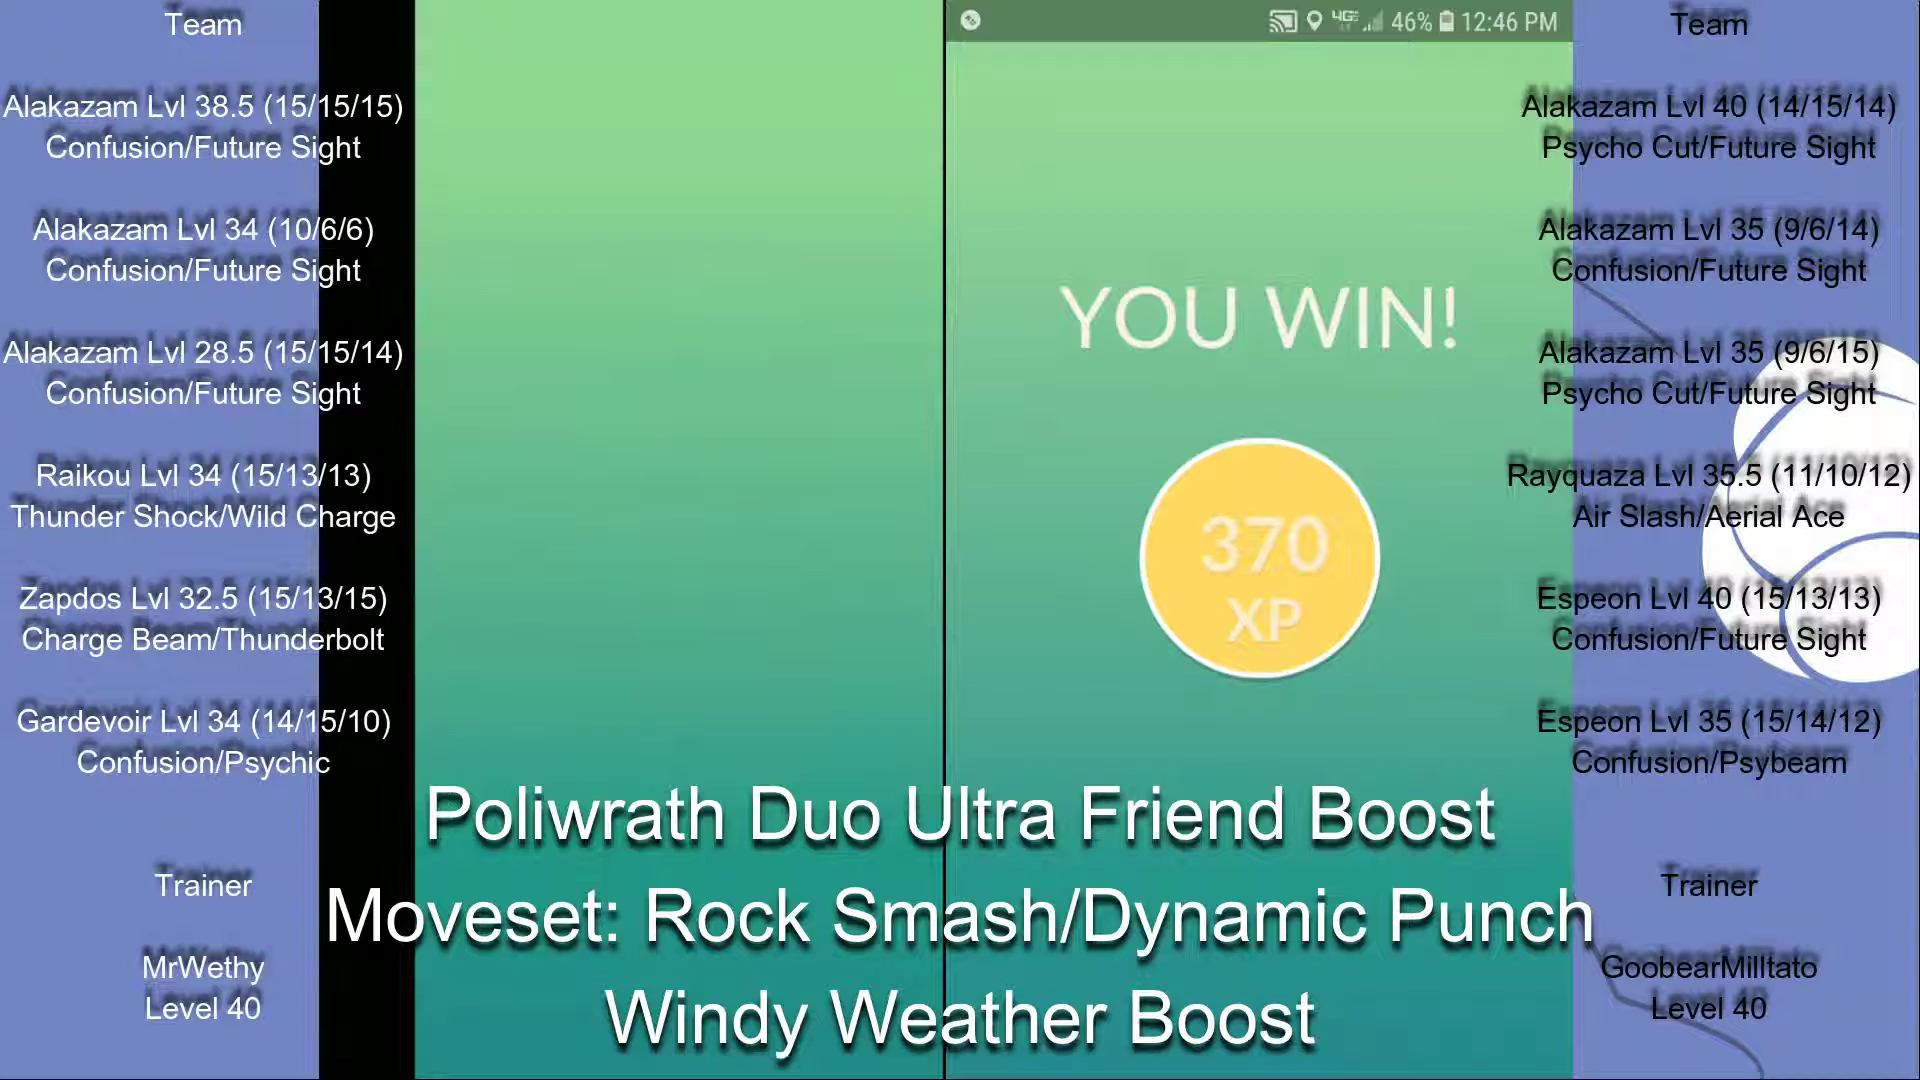 Team
Alakazam Lvl 38.5 (15/15/15)
Confusion/Future Sight
Alakazam Lvl 34 (10/6/6)
Confusion/Future Sight
Alakazam Lvl 28.5 (15/15/14)
Confusion/Future Sight
Raikou Lvl 34 (15/13/13)
Thunder Shock/Wild Charge
Zapdos Lvl 32.5 (15/13/15)
Charge Beam/Thunderbolt
Gardevoir Lvl 34 (14/15/10)
Confusion/Psychic
Trainer
MrWethy
Level 40
4GE 46% 12:46 PM
YOU WIN!
370
XP
Poliwrath Duo Ultra Friend Boost
Moveset: Rock Smash/Dynamic Punch
Windy Weather Boost
Team
Alakazam Lvl 40 (14/15/14)
Psycho Cut/Future Sight
Alakazam Lvl 35 (9/6/14)
Confusion/Future Sight
Alakazam Lvl 35 (9/6/15)
Psycho Cut/Future Sight
Rayquaza Lvl 35.5 (11/10/12)
Air Slash/Aerial Ace
Espeon Lvl 40 (15/13/13)
Confusion/Future Sight
Espeon Lvl 35 (15/14/12)
Confusion/Psybeam
Trainer
GoobearMilltato
Level 40